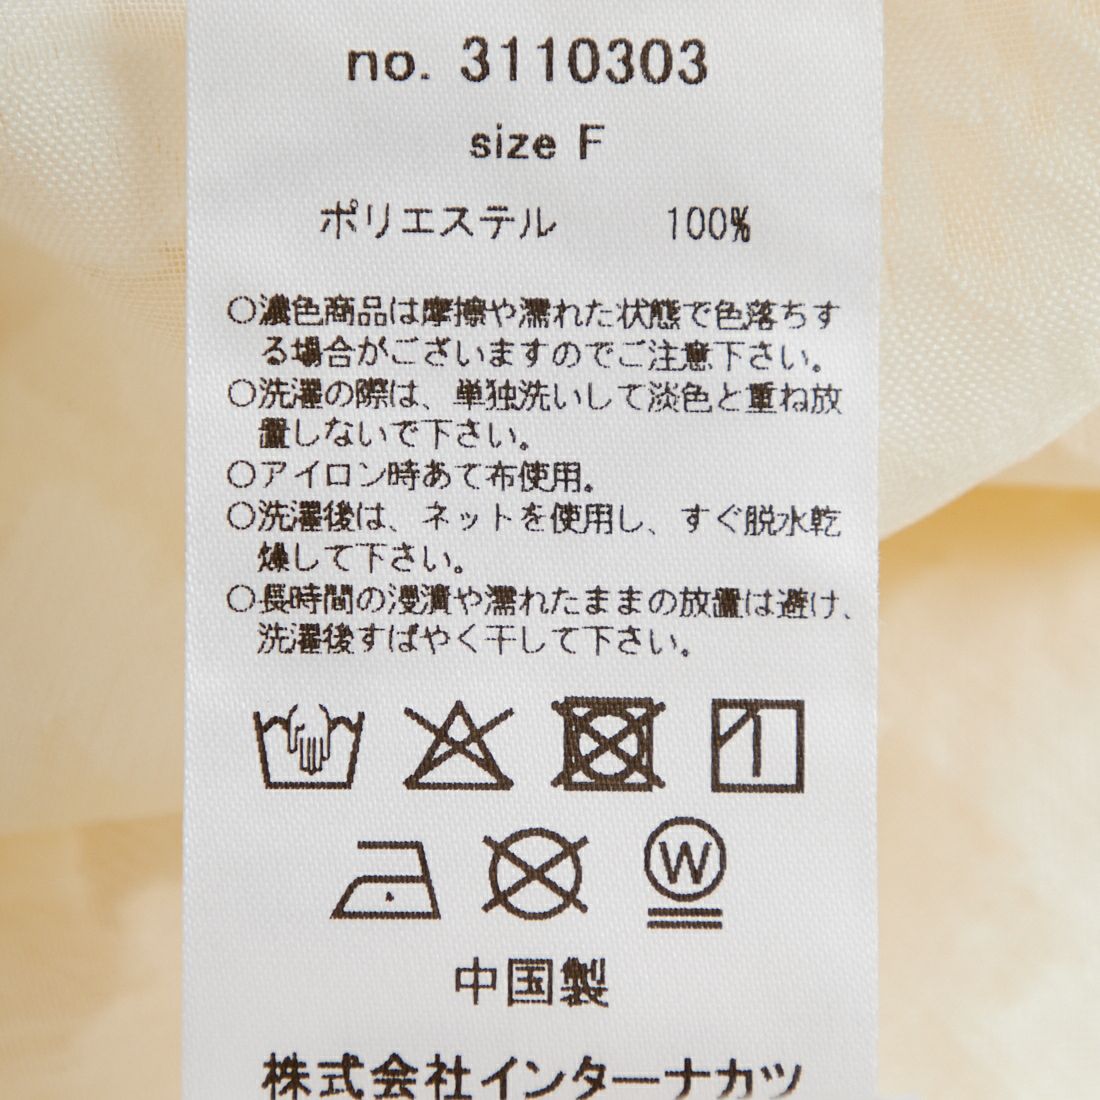 no. 3110303
size F
ポリエステル 100%
○濃色商品は摩擦や濡れた状態で色落ちす
る場合がございますのでご注意下さい。
○洗濯の際は、単独洗いして淡色と重ね放
置しないで下さい。
○アイロン時あて布使用。
○洗濯後は、ネットを使用し、すぐ脱水乾
燥して下さい。
○長時間の浸漬や濡れたままの放置は避け、
洗濯後すばやく干して下さい。
W
中国製
株式会社インターナカツ